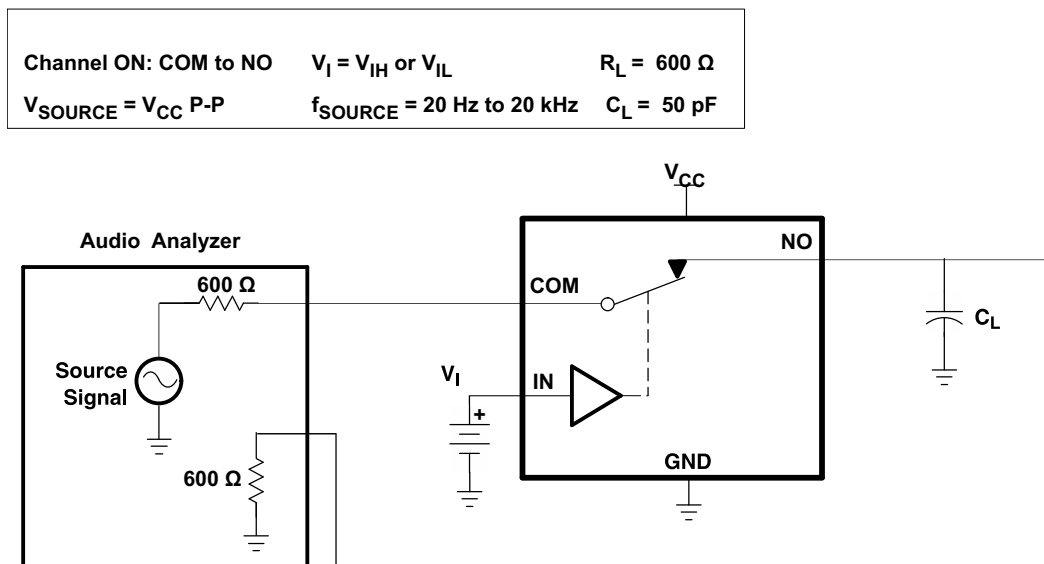 Channel ON: COM to NO V_I = V_IH or V_IL R_L = 600 Ω
V_SOURCE = V_CC P-P f_SOURCE = 20 Hz to 20 kHz C_L = 50 pF
V_CC
Audio Analyzer
NO
600 Ω
COM
C_L
Source
Signal
V_I
IN
+
GND
600 Ω